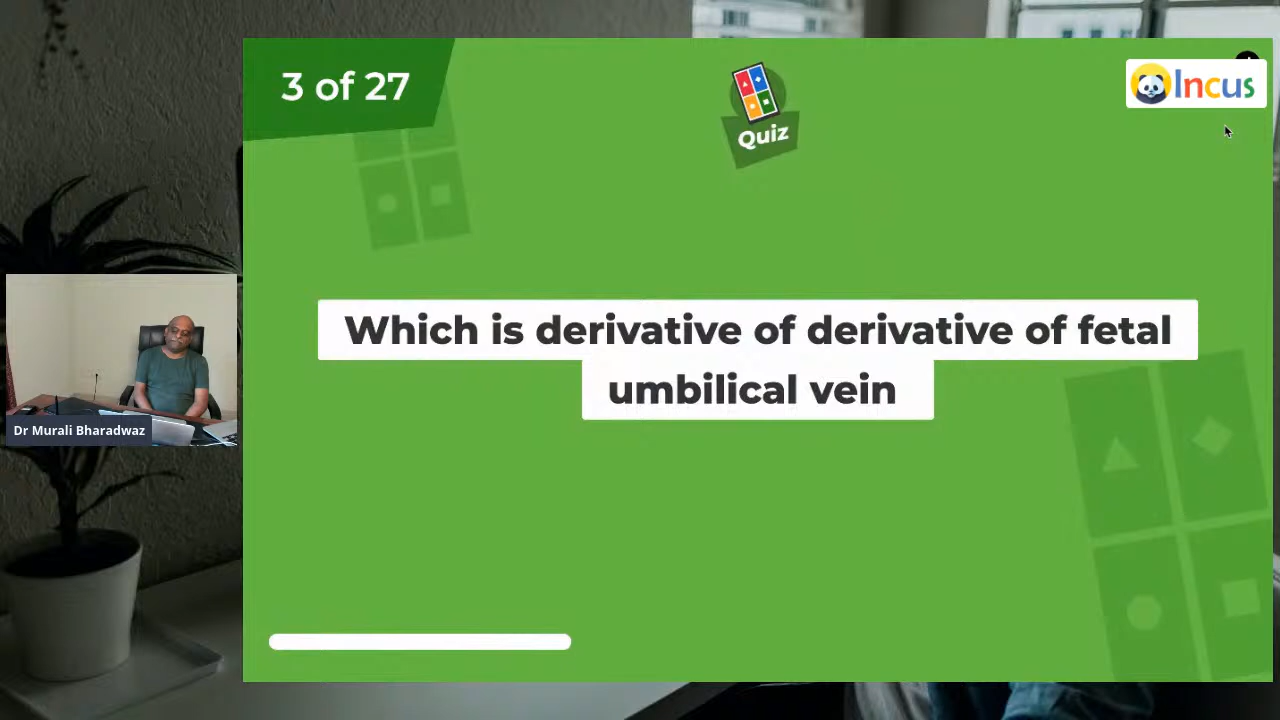 3 of 27
Quiz
Incus
Which is derivative of derivative of fetal
umbilical vein
Dr Murali Bharadwaz